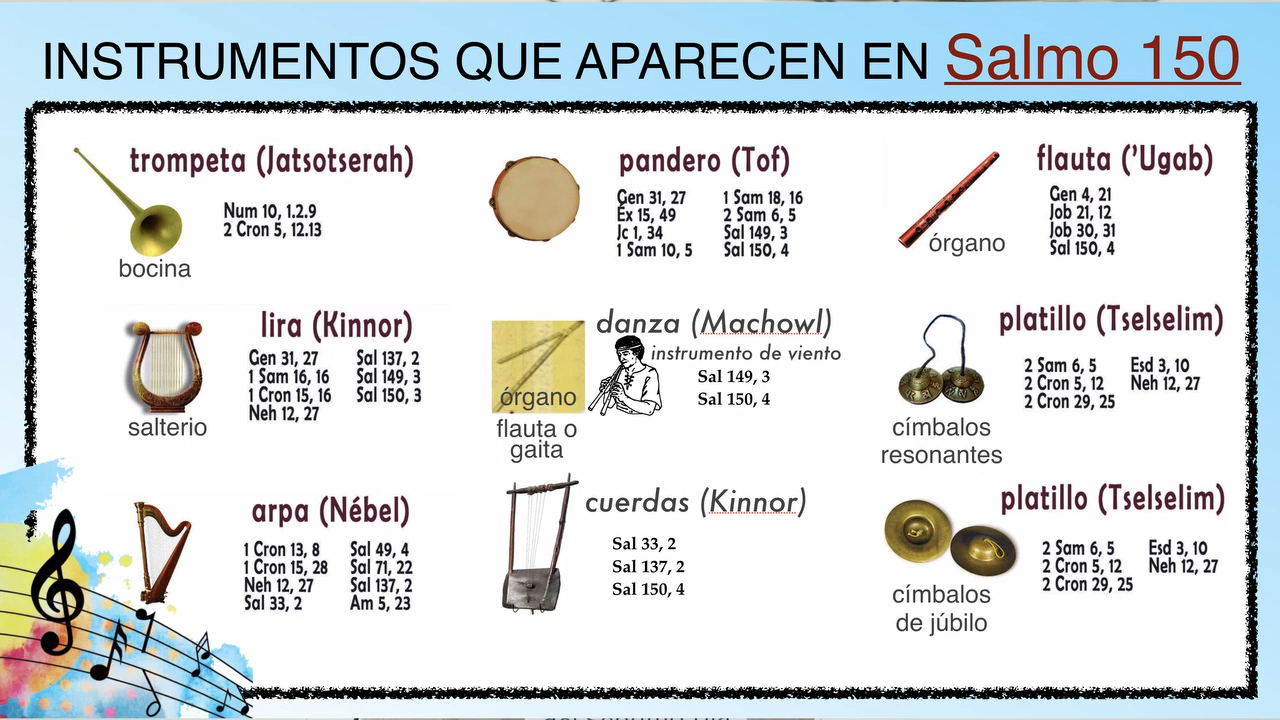 INSTRUMENTOS QUE APARECEN EN Salmo 150
trompeta (Jatsotserah)
Num 10, 1.2.9
2 Cron 5, 12.13
bocina
pandero (Tof)
Gen 31, 27
Éx 15, 49
Jc 1, 34
1 Sam 10, 5
1 Sam 18, 16
2 Sam 6, 5
Sal 149, 3
Sal 150, 4
flauta ('Ugab)
Gen 4, 21
Job 21, 12
Job 30, 31
Sal 150, 4
órgano
lira (Kinnor)
Gen 31, 27
1 Sam 16, 16
1 Cron 15, 16
Neh 12, 27
Sal 137, 2
Sal 149, 3
Sal 150, 3
salterio
danza (Machowl)
instrumento de viento
Sal 149, 3
Sal 150, 4
órgano
flauta o
gaita
platillo (Tselselim)
2 Sam 6, 5
2 Cron 5, 12
2 Cron 29, 25
Esd 3, 10
Neh 12, 27
címbalos
resonantes
arpa (Nébel)
1 Cron 13, 8
1 Cron 15, 28
Neh 12, 27
Sal 33, 2
Sal 49, 4
Sal 71, 22
Sal 137, 2
Am 5, 23
cuerdas (Kinnor)
Sal 33, 2
Sal 137, 2
Sal 150, 4
platillo (Tselselim)
2 Sam 6, 5
2 Cron 5, 12
2 Cron 29, 25
Esd 3, 10
Neh 12, 27
címbalos
de júbilo